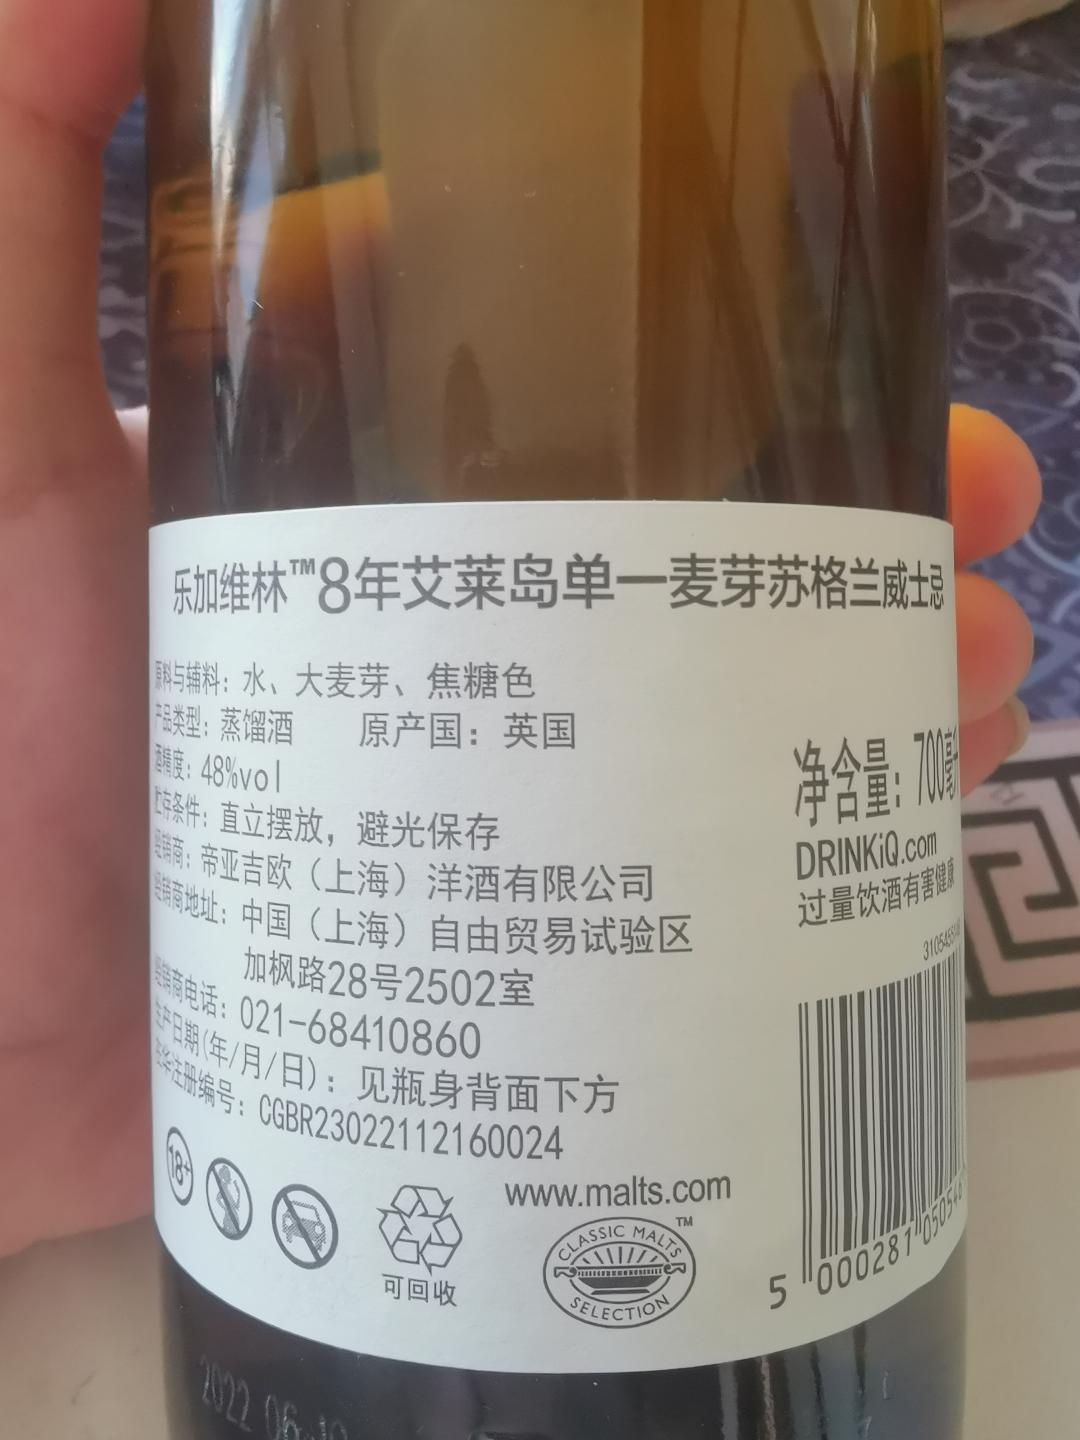 乐加维林™8年艾莱岛单一麦芽苏格兰威士忌
原料与辅料：水、大麦芽、焦糖色
产品类型：蒸馏酒 原产国：英国
酒精度：48%vol
贮存条件：直立摆放，避光保存
经销商：帝亚吉欧（上海）洋酒有限公司
经销商地址：中国（上海）自由贸易试验区
加枫路28号2502室
经销商电话：021-68410860
生产日期(年/月/日)：见瓶身背面下方
在华注册编号：CGBR23022112160024
净含量：700毫升
DRINKiQ.com
过量饮酒有害健康
18+
可回收
www.malts.com
CLASSIC MALTS™
SELECTION
5 000281
2022